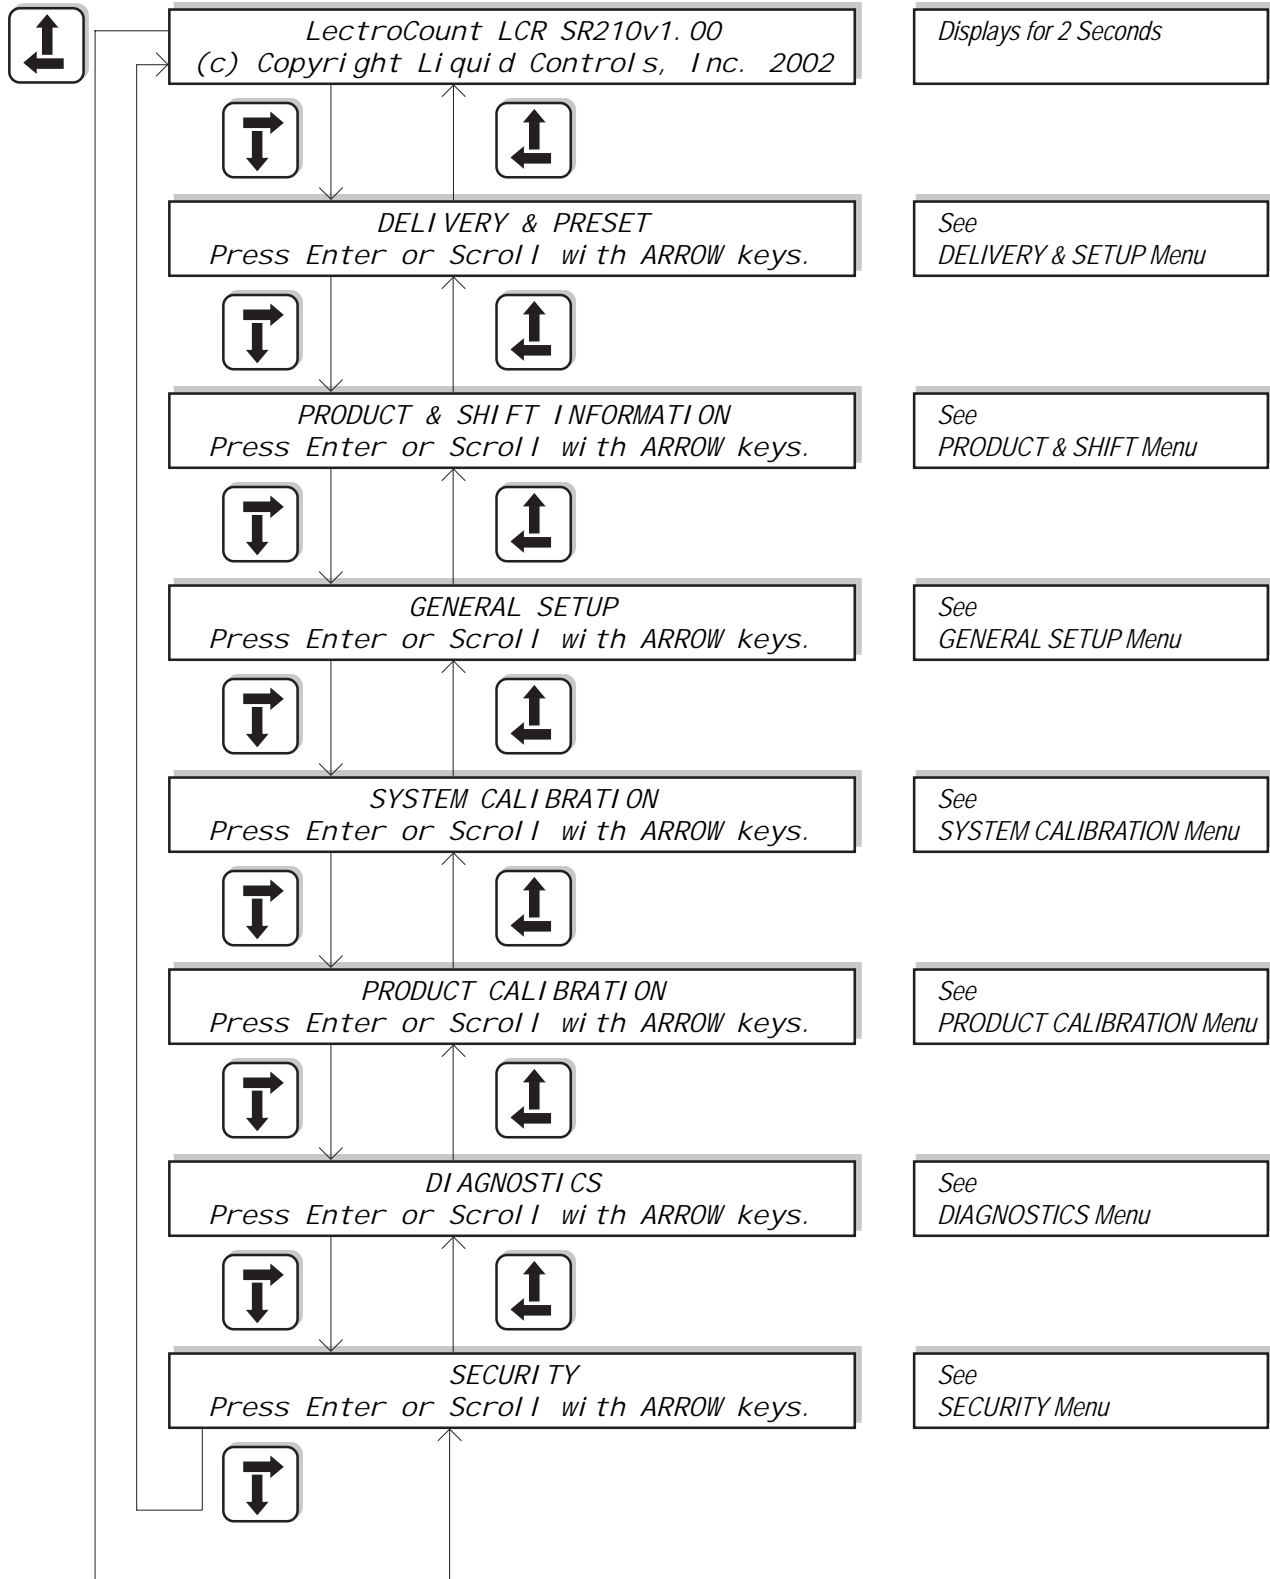 LectroCount LCR SR210v1.00
(c) Copyright Liquid Controls, Inc. 2002
Displays for 2 Seconds
DELIVERY & PRESET
Press Enter or Scroll with ARROW keys.
See
DELIVERY & SETUP Menu
PRODUCT & SHIFT INFORMATION
Press Enter or Scroll with ARROW keys.
See
PRODUCT & SHIFT Menu
GENERAL SETUP
Press Enter or Scroll with ARROW keys.
See
GENERAL SETUP Menu
SYSTEM CALIBRATION
Press Enter or Scroll with ARROW keys.
See
SYSTEM CALIBRATION Menu
PRODUCT CALIBRATION
Press Enter or Scroll with ARROW keys.
See
PRODUCT CALIBRATION Menu
DIAGNOSTICS
Press Enter or Scroll with ARROW keys.
See
DIAGNOSTICS Menu
SECURITY
Press Enter or Scroll with ARROW keys.
See
SECURITY Menu